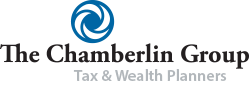 The Chamberlin Group
Tax & Wealth Planners